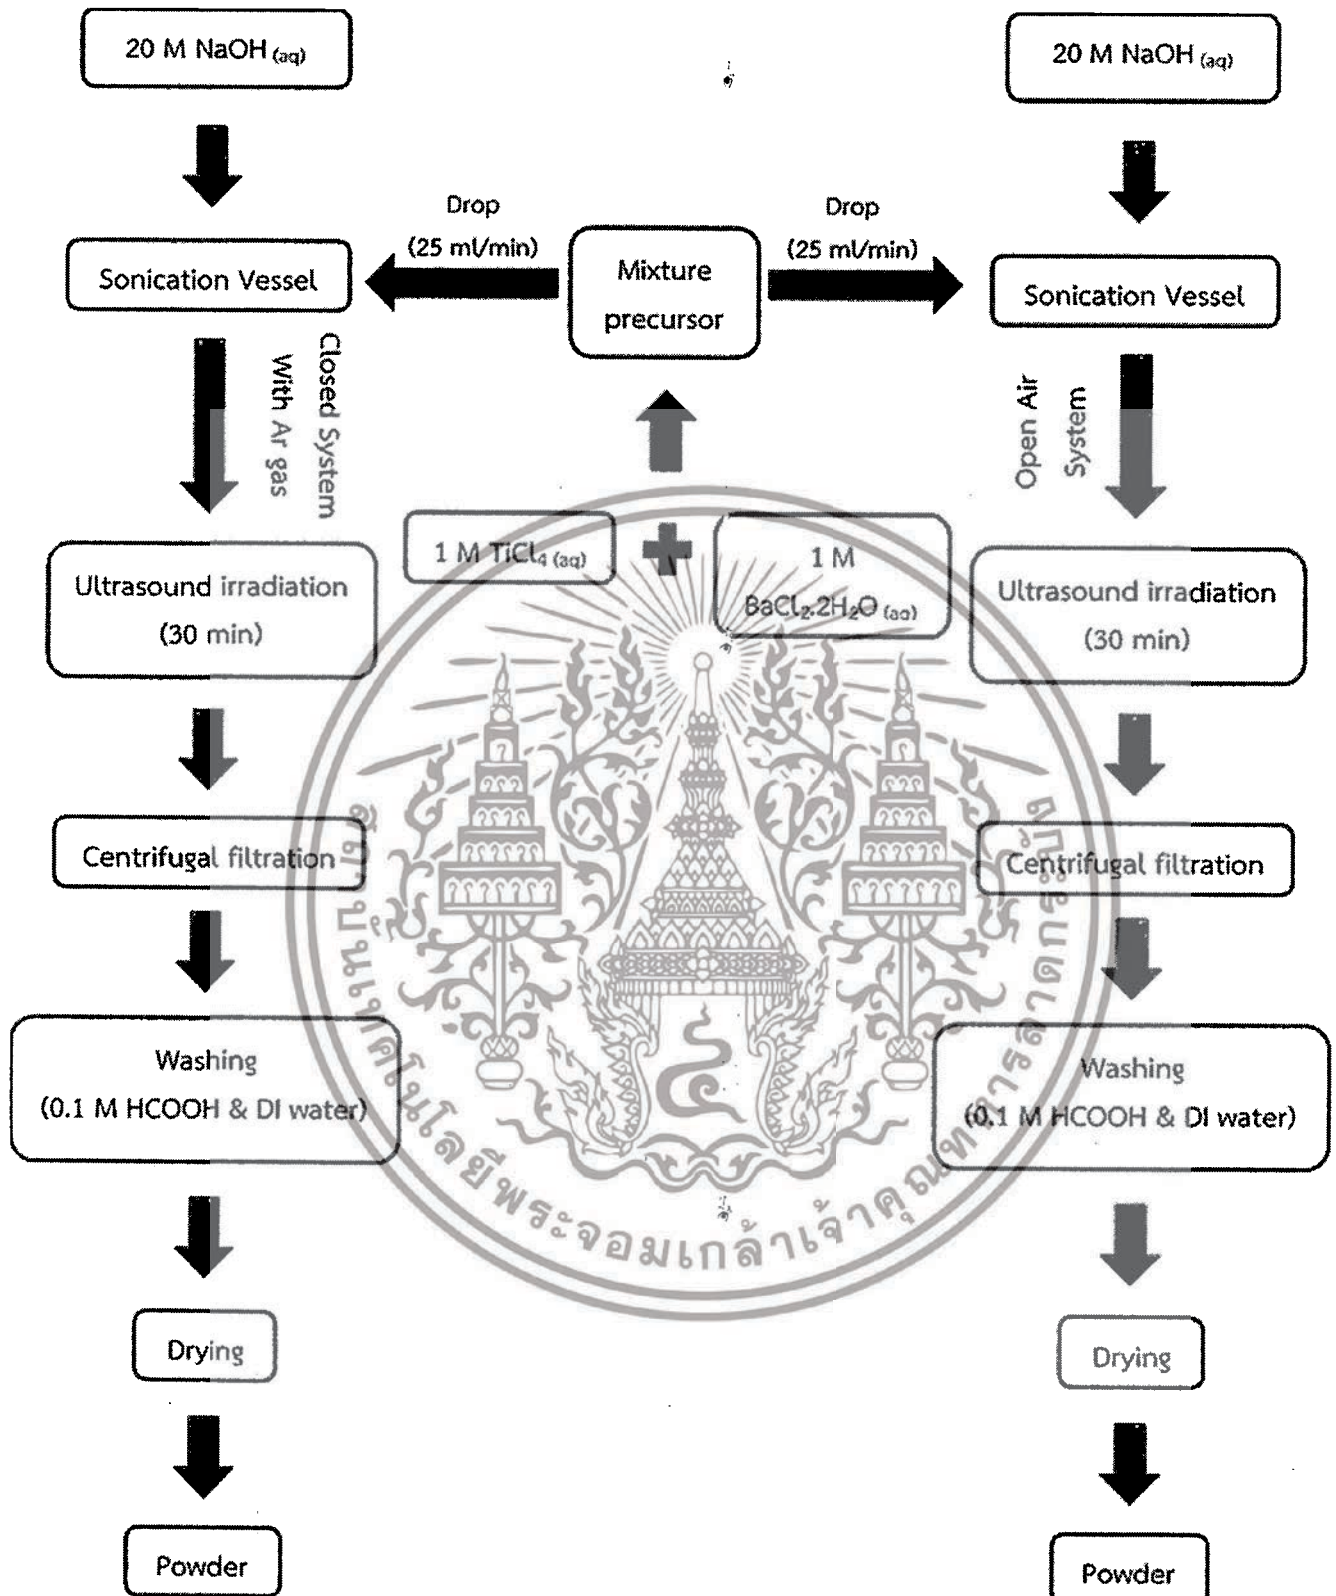 20 M NaOH (aq)
20 M NaOH (aq)
Drop
(25 ml/min)
Drop
(25 ml/min)
Sonication Vessel
Mixture
precursor
Sonication Vessel
Closed System
With Ar gas
Open Air
System
1 M TiCl4 (aq)
1 M
BaCl2.2H2O (aq)
Ultrasound irradiation
(30 min)
Ultrasound irradiation
(30 min)
Centrifugal filtration
Centrifugal filtration
Washing
(0.1 M HCOOH & DI water)
Washing
(0.1 M HCOOH & DI water)
Drying
Drying
Powder
Powder
สถาบันเทคโนโลยีพระจอมเกล้าเจ้าคุณทหารลาดกระบัง